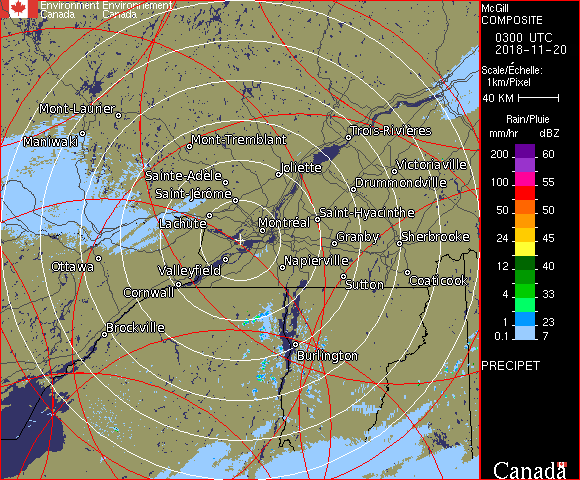 Environment Environnement
Canada Canada
McGill
COMPOSITE
0300 UTC
2018-11-20
Scale/Échelle:
1km/Pixel
40 KM
Rain/Pluie
mm/hr dBZ
200 60
100 55
100 55
50 50
24 45
12 40
4 33
1 23
0.1 7
PRECIPET
Canada
Mont-Laurier
Maniwaki
Mont-Tremblant
Trois-Rivières
Sainte-Adèle
Joliette
Victoriaville
Saint-Jérôme
Drummondville
Lachute
Montréal
Saint-Hyacinthe
Granby
Sherbrooke
Ottawa
Valleyfield
Napierville
Cornwall
Sutton
Coaticook
Brockville
Burlington